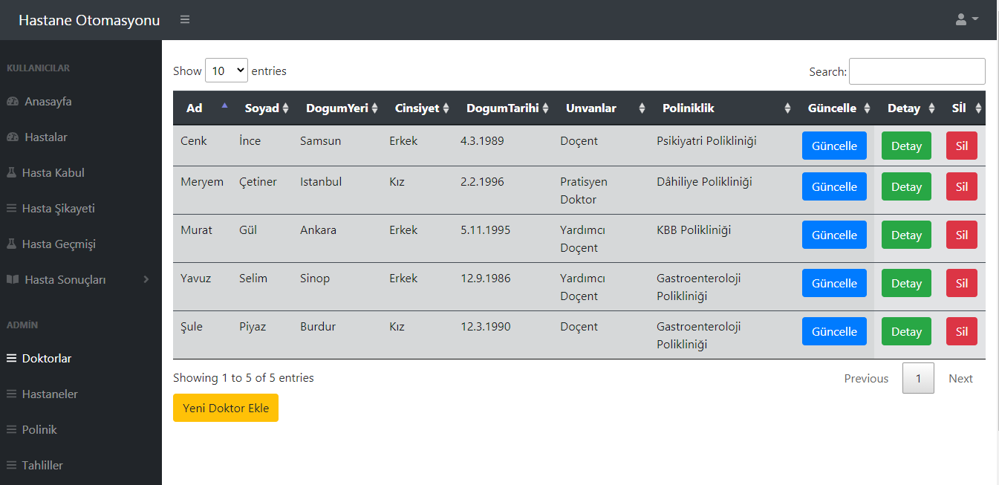 Hastane Otomasyonu
KULLANICILAR
Anasayfa
Hastalar
Hasta Kabul
Hasta Şikayeti
Hasta Geçmişi
Hasta Sonuçları
ADMİN
Doktorlar
Hastaneler
Polinik
Tahliller
Show 10 entries
Search:
Ad Soyad DogumYeri Cinsiyet DogumTarihi Unvanlar Poliniklik Güncelle Detay Sİl
Cenk İnce Samsun Erkek 4.3.1989 Doçent Psikiyatri Polikliniği Güncelle Detay Sil
Meryem Çetiner Istanbul Kız 2.2.1996 Pratisyen Dâhiliye Polikliniği Güncelle Detay Sil
Doktor
Murat Gül Ankara Erkek 5.11.1995 Yardımcı KBB Polikliniği Güncelle Detay Sil
Doçent
Yavuz Selim Sinop Erkek 12.9.1986 Yardımcı Gastroenteroloji Güncelle Detay Sil
Doçent Polikliniği
Şule Piyaz Burdur Kız 12.3.1990 Doçent Gastroenteroloji Güncelle Detay Sil
Polikliniği
Showing 1 to 5 of 5 entries
Previous 1 Next
Yeni Doktor Ekle